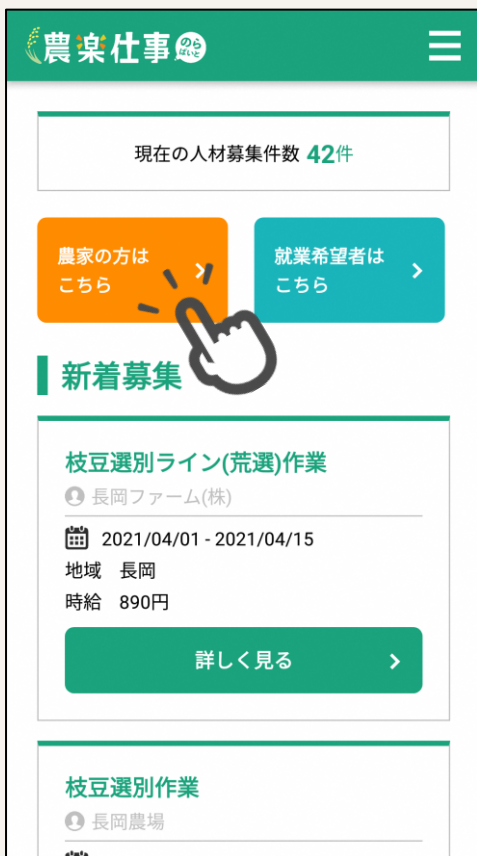 農楽仕事 のらばいと
現在の人材募集件数 42件
農家の方は
こちら
就業希望者は
こちら
新着募集
枝豆選別ライン(荒選)作業
長岡ファーム(株)
2021/04/01 - 2021/04/15
地域 長岡
時給 890円
詳しく見る
枝豆選別作業
長岡農場